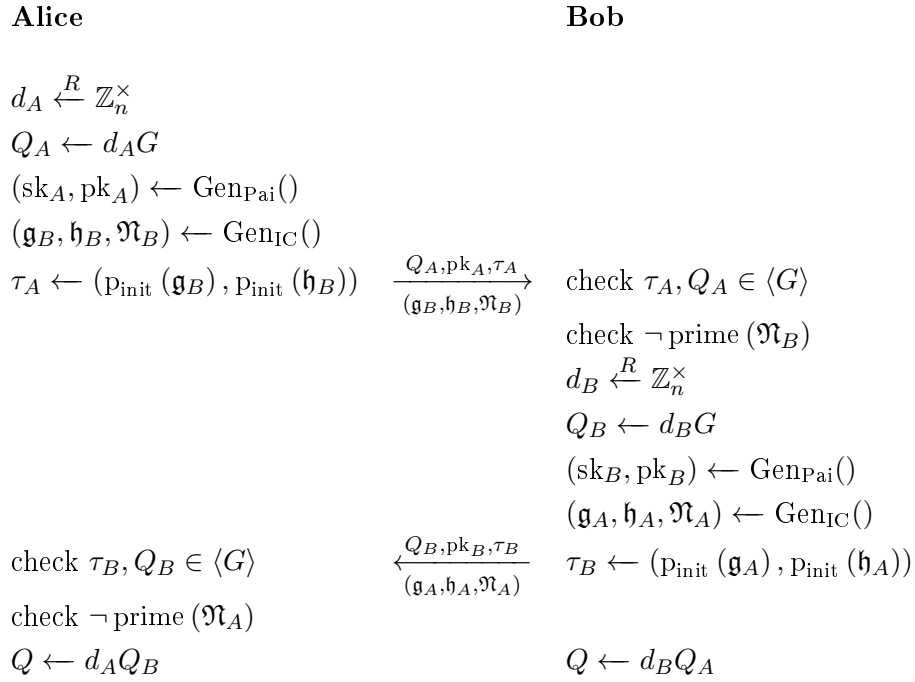 Alice Bob
d_A ←^R ℤ_n^×
Q_A ← d_A G
(sk_A, pk_A) ← Gen_Pai()
(𝔤_B, 𝔥_B, 𝔑_B) ← Gen_IC()
τ_A ← (p_init (𝔤_B) , p_init (𝔥_B)) Q_A,pk_A,τ_A → (𝔤_B,𝔥_B,𝔑_B) check τ_A, Q_A ∈ ⟨G⟩
check ¬ prime (𝔑_B)
d_B ←^R ℤ_n^×
Q_B ← d_B G
(sk_B, pk_B) ← Gen_Pai()
(𝔤_A, 𝔥_A, 𝔑_A) ← Gen_IC()
check τ_B, Q_B ∈ ⟨G⟩ Q_B,pk_B,τ_B ← (𝔤_A,𝔥_A,𝔑_A) τ_B ← (p_init (𝔤_A) , p_init (𝔥_A))
check ¬ prime (𝔑_A)
Q ← d_A Q_B Q ← d_B Q_A